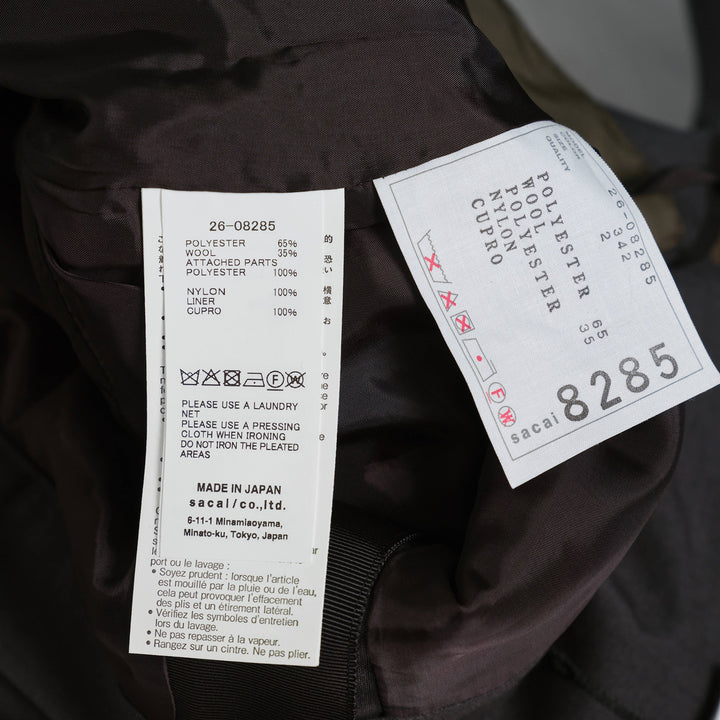 26-08285
POLYESTER 65%
WOOL 35%
ATTACHED PARTS
POLYESTER 100%
NYLON 100%
LINER
CUPRO 100%
F W
PLEASE USE A LAUNDRY
NET
PLEASE USE A PRESSING
CLOTH WHEN IRONING
DO NOT IRON THE PLEATED
AREAS
MADE IN JAPAN
sacai/co.,ltd.
6-11-1 Minamiaoyama,
Minato-ku, Tokyo, Japan
port ou le lavage :
• Soyez prudent : lorsque l'article
est mouillé par la pluie ou de l'eau,
cela peut provoquer l'effacement
des plis et un étirement latéral.
• Vérifiez les symboles d'entretien
lors du lavage.
• Ne pas repasser à la vapeur.
• Rangez sur un cintre. Ne pas plier.
MODEL 26-08285
COLOR 342
SIZE 2
QUALITY
POLYESTER 65
WOOL 35
POLYESTER
NYLON
CUPRO
F W
sacai 8285